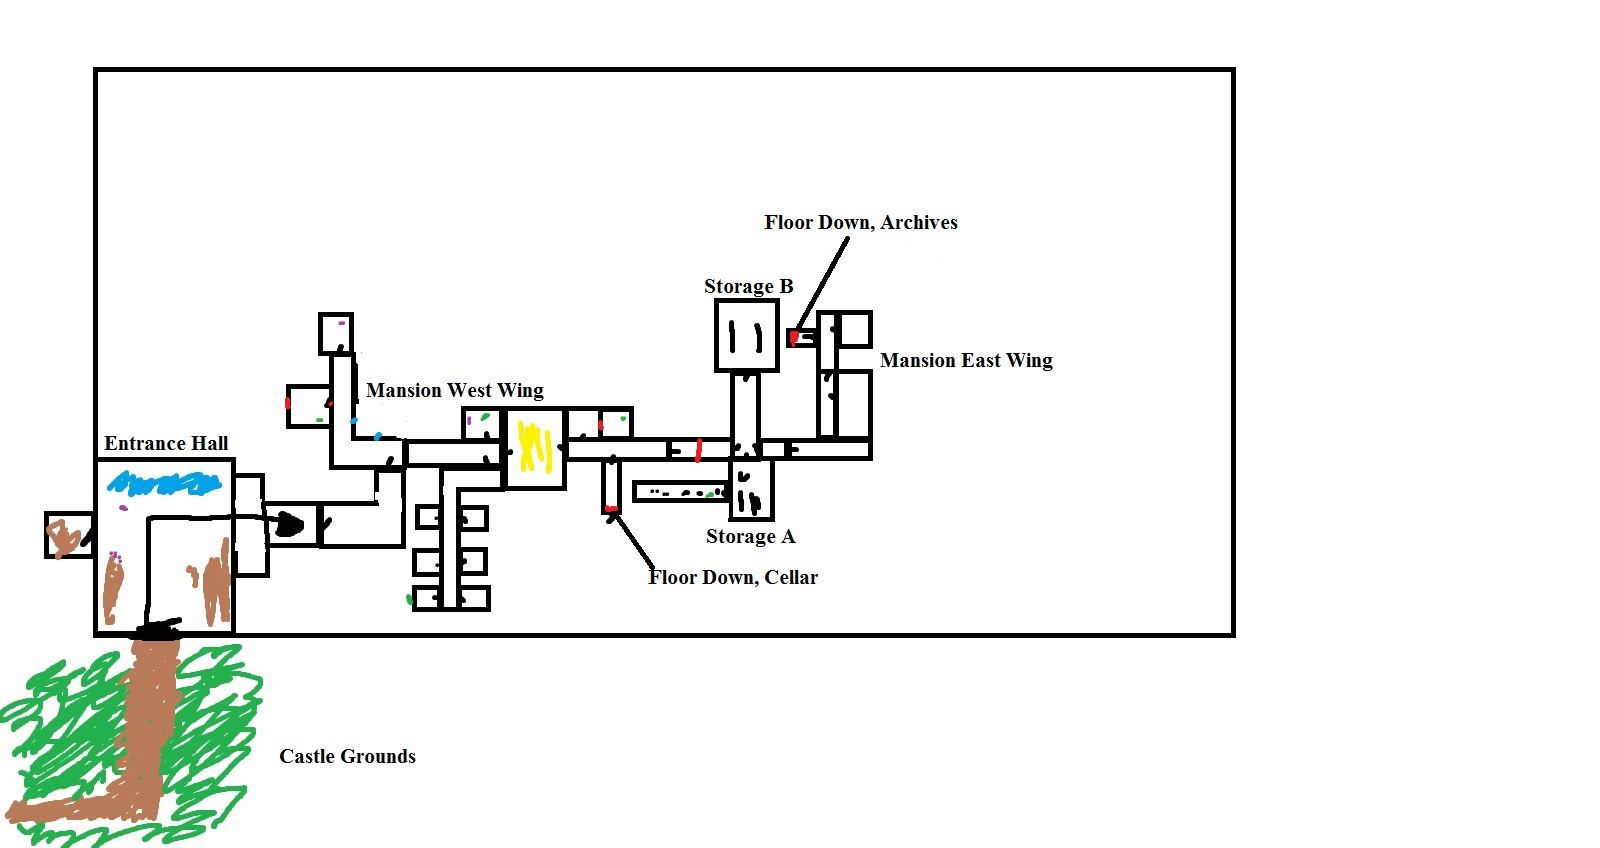 Floor Down, Archives
Storage B
Mansion East Wing
Mansion West Wing
Entrance Hall
Storage A
Floor Down, Cellar
Castle Grounds